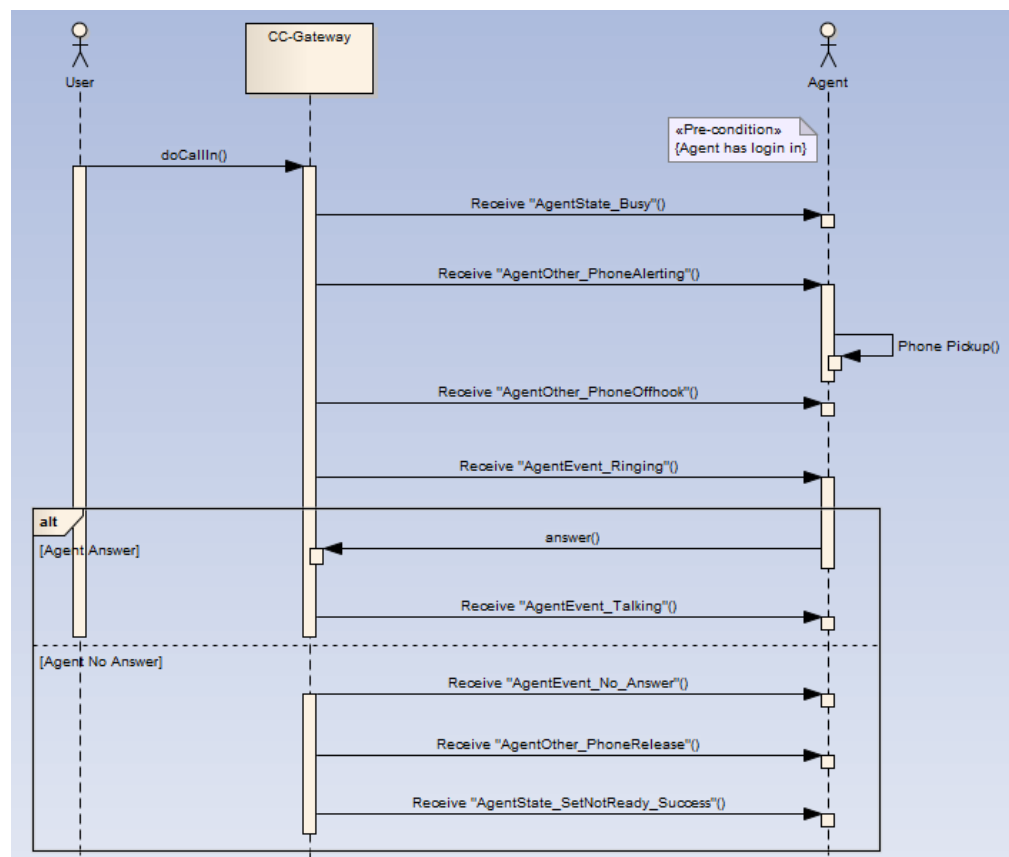 CC-Gateway
User
Agent
«Pre-condition»
{Agent has login in}
doCallIn()
Receive "AgentState_Busy"()
Receive "AgentOther_PhoneAlerting"()
Phone Pickup()
Receive "AgentOther_PhoneOffhook"()
Receive "AgentEvent_Ringing"()
alt
[Agent Answer]
answer()
Receive "AgentEvent_Talking"()
[Agent No Answer]
Receive "AgentEvent_No_Answer"()
Receive "AgentOther_PhoneRelease"()
Receive "AgentState_SetNotReady_Success"()